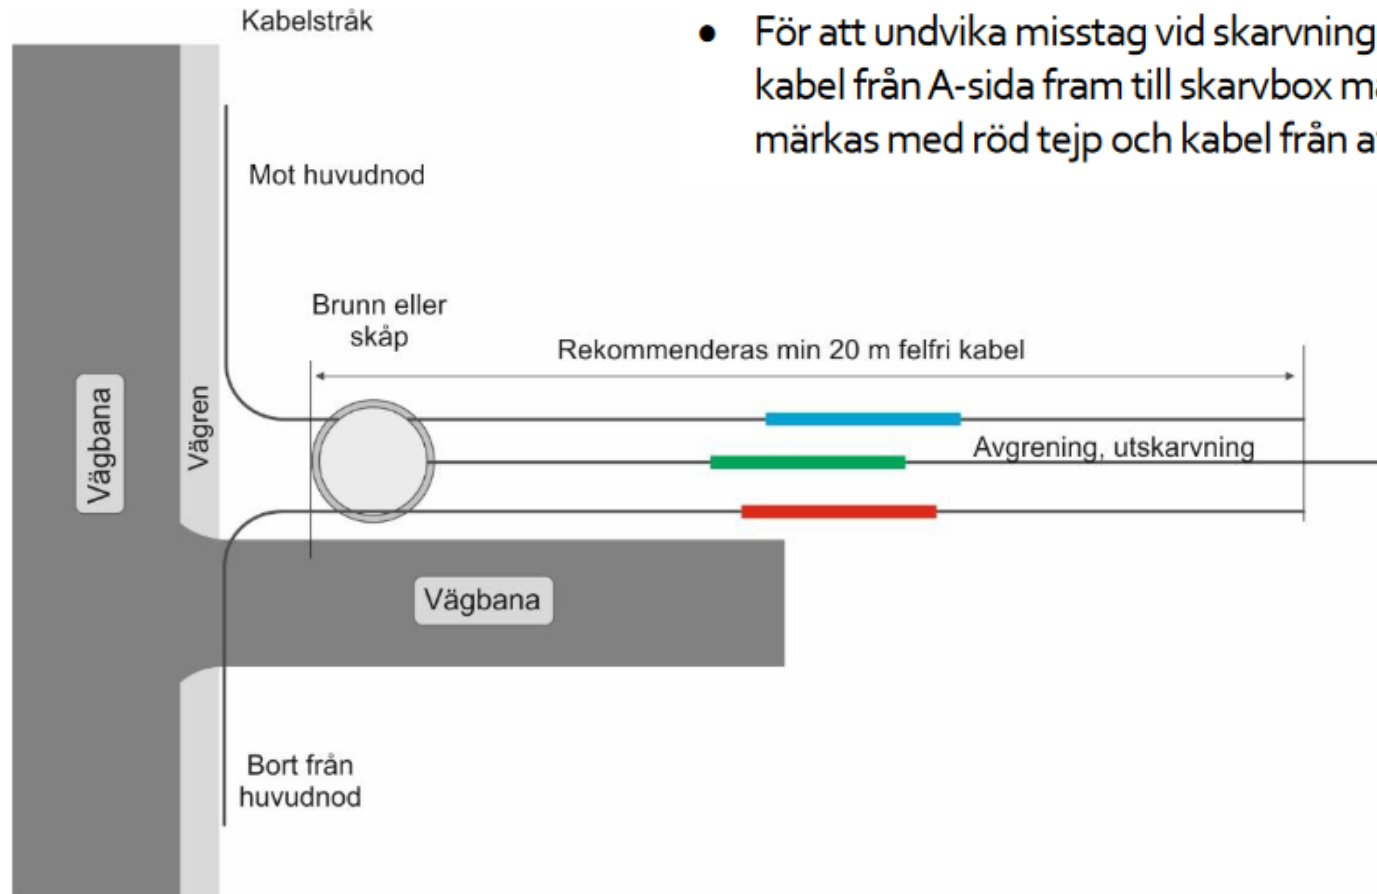 Kabelstråk
• För att undvika misstag vid skarvning
kabel från A-sida fram till skarvbox
märkas med röd tejp och kabel från
Mot huvudnod
Brunn eller
skåp
Rekommenderas min 20 m felfri kabel
Vägbana
Vägren
Avgrening, utskarvning
Vägbana
Bort från
huvudnod